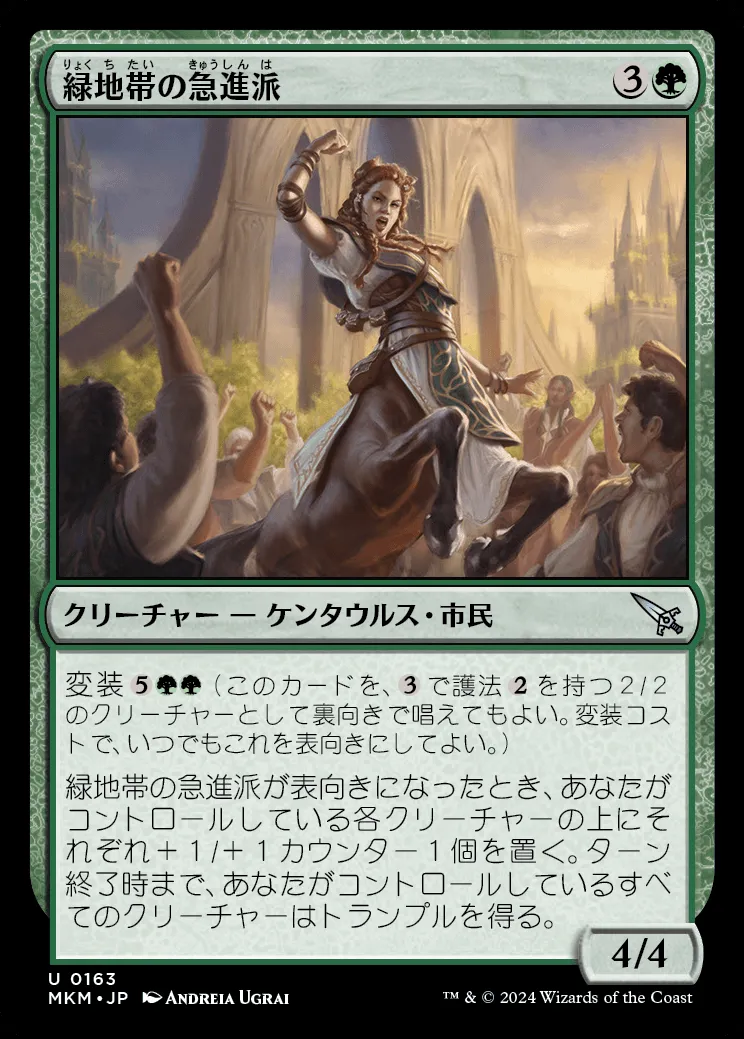 りょくちたい きゅうしんは
緑地帯の急進派 3
クリーチャー — ケンタウルス・市民
変装 5 (このカードを、3 で護法 2 を持つ2/2
のクリーチャーとして裏向きで唱えてもよい。変装コス
トで、いつでもこれを表向きにしてよい。)
緑地帯の急進派が表向きになったとき、あなたが
コントロールしている各クリーチャーの上にそ
れぞれ+1/+1カウンター1個を置く。ターン
終了時まで、あなたがコントロールしているすべ
てのクリーチャーはトランプルを得る。
4/4
U 0163
MKM • JP Andreia Ugrai
™ & © 2024 Wizards of the Coast